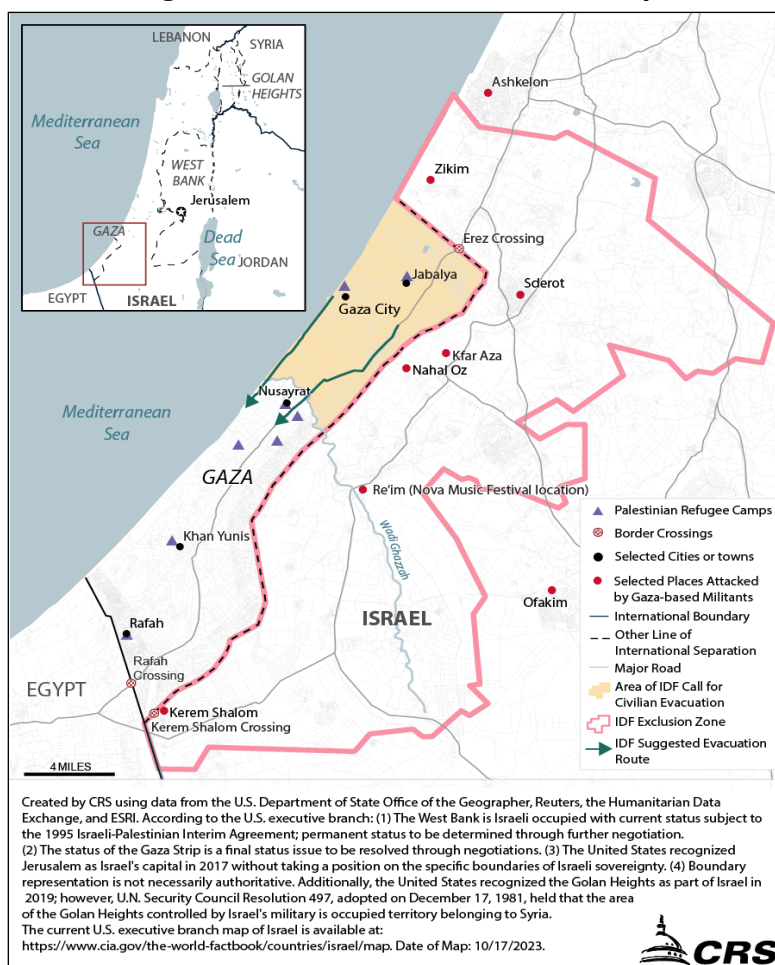 LEBANON
SYRIA
GOLAN
HEIGHTS
Mediterranean
Sea
WEST
BANK
Jerusalem
GAZA
Dead
Sea
JORDAN
EGYPT
ISRAEL
Ashkelon
Zikim
Erez Crossing
Jabalya
Sderot
Gaza City
Kfar Aza
Nahal Oz
Nusayrat
Mediterranean
Sea
GAZA
Re'im (Nova Music Festival location)
Khan Yunis
Wadi Ghazzah
Ofakim
Rafah
ISRAEL
Rafah
Crossing
EGYPT
Kerem Shalom
Kerem Shalom Crossing
4 MILES
Palestinian Refugee Camps
Border Crossings
Selected Cities or towns
Selected Places Attacked
by Gaza-based Militants
International Boundary
Other Line of
International Separation
Major Road
Area of IDF Call for
Civilian Evacuation
IDF Exclusion Zone
IDF Suggested Evacuation
Route
Created by CRS using data from the U.S. Department of State Office of the Geographer, Reuters, the Humanitarian Data
Exchange, and ESRI. According to the U.S. executive branch: (1) The West Bank is Israeli occupied with current status subject to
the 1995 Israeli-Palestinian Interim Agreement; permanent status to be determined through further negotiation.
(2) The status of the Gaza Strip is a final status issue to be resolved through negotiations. (3) The United States recognized
Jerusalem as Israel's capital in 2017 without taking a position on the specific boundaries of Israeli sovereignty. (4) Boundary
representation is not necessarily authoritative. Additionally, the United States recognized the Golan Heights as part of Israel in
2019; however, U.N. Security Council Resolution 497, adopted on December 17, 1981, held that the area
of the Golan Heights controlled by Israel's military is occupied territory belonging to Syria.
The current U.S. executive branch map of Israel is available at:
https://www.cia.gov/the-world-factbook/countries/israel/map. Date of Map: 10/17/2023.
CRS